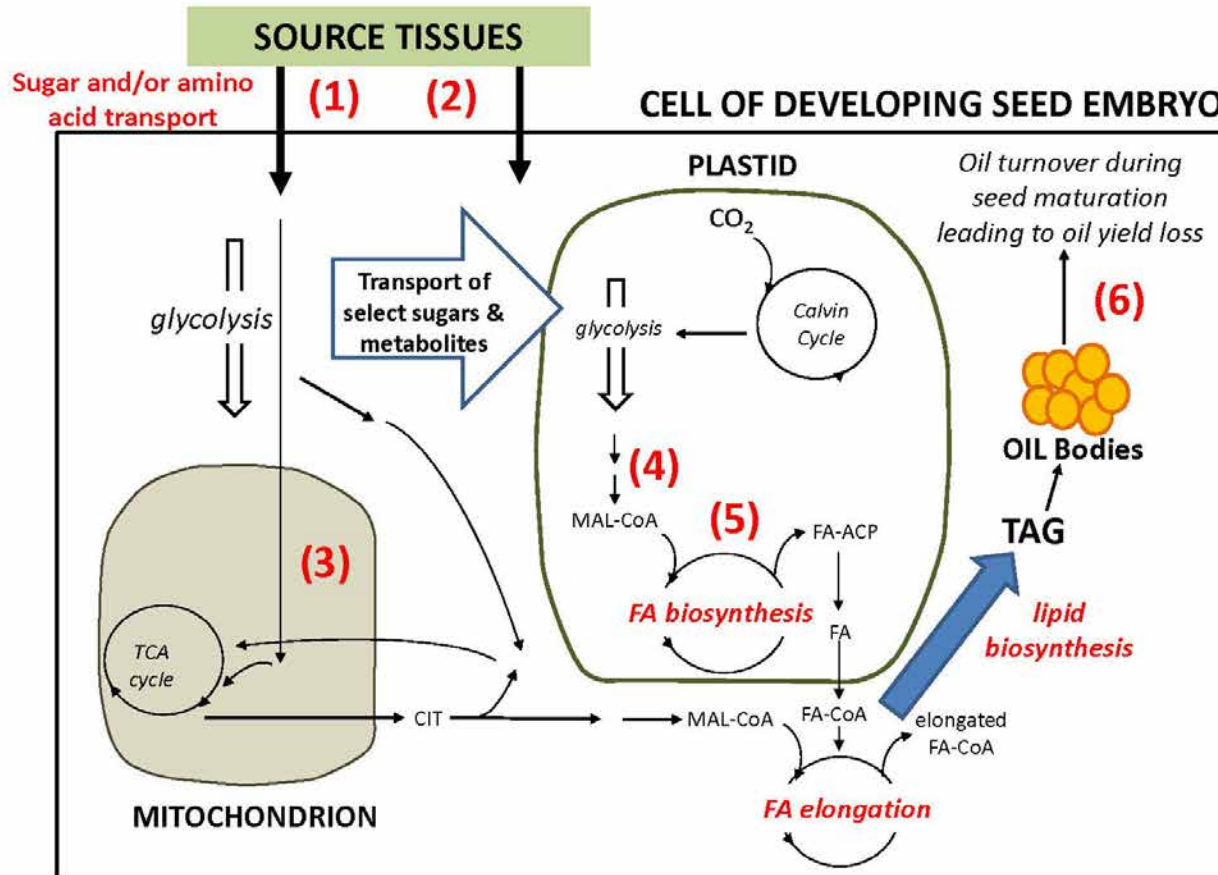 SOURCE TISSUES
Sugar and/or amino
acid transport
(1)
(2)
CELL OF DEVELOPING SEED EMBRYO
PLASTID
CO₂
Calvin
Cycle
glycolysis
Transport of
select sugars &
metabolites
glycolysis
(4)
MAL-CoA
(5)
FA-ACP
FA biosynthesis
FA
Oil turnover during
seed maturation
leading to oil yield loss
(6)
OIL Bodies
TAG
lipid
biosynthesis
(3)
TCA
cycle
CIT
MAL-CoA
FA-CoA
elongated
FA-CoA
FA elongation
MITOCHONDRION